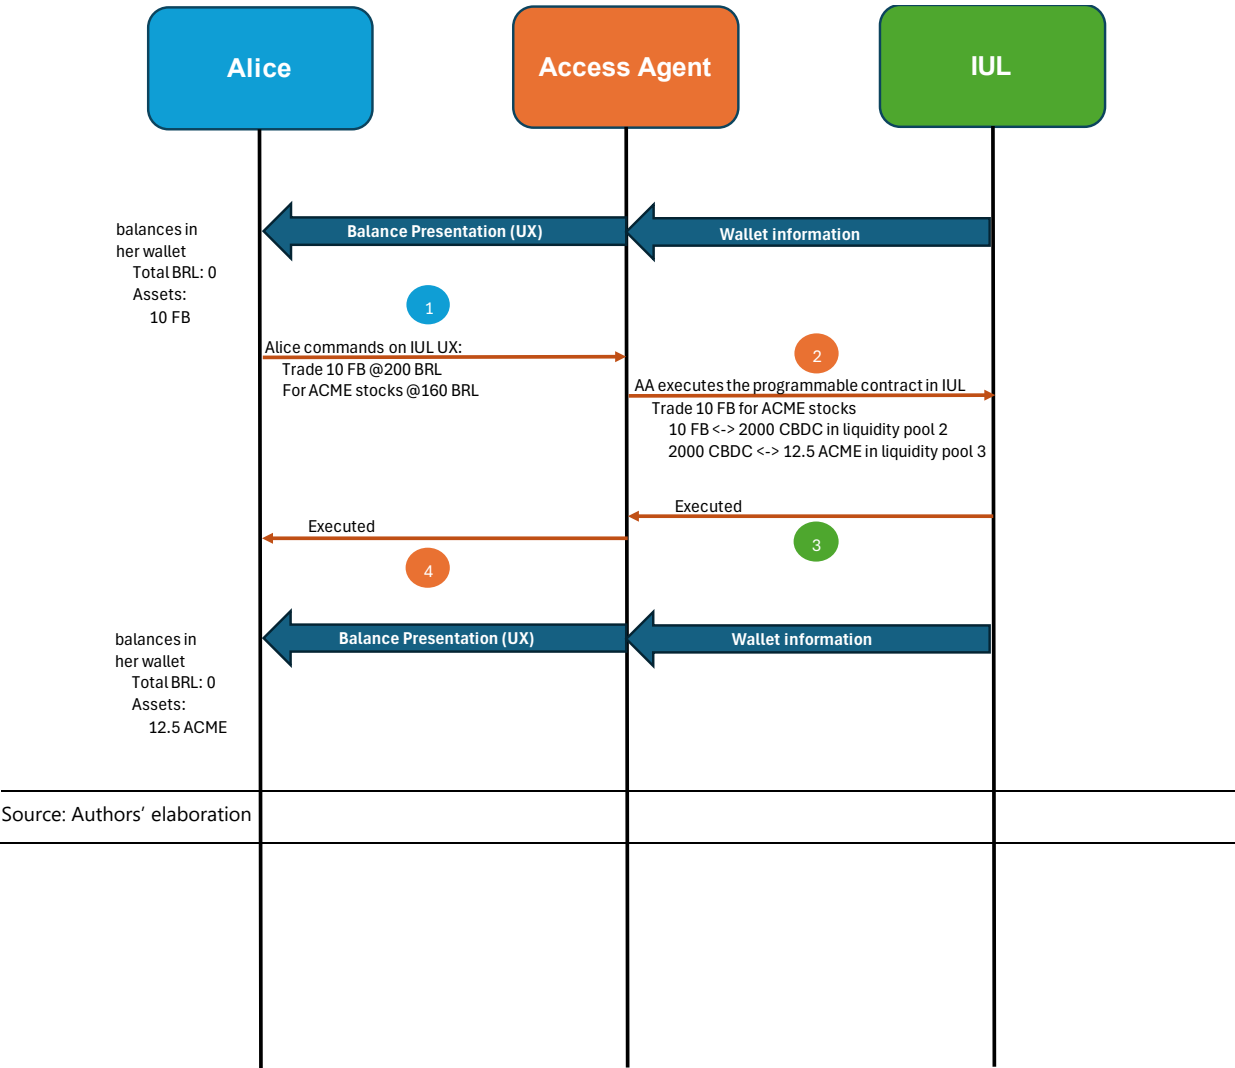 Alice
Access Agent
IUL
Balance Presentation (UX)
Wallet information
balances in
her wallet
Total BRL: 0
Assets:
10 FB
1
Alice commands on IUL UX:
Trade 10 FB @200 BRL
For ACME stocks @160 BRL
2
AA executes the programmable contract in IUL
Trade 10 FB for ACME stocks
10 FB <-> 2000 CBDC in liquidity pool 2
2000 CBDC <-> 12.5 ACME in liquidity pool 3
Executed
3
Executed
4
Balance Presentation (UX)
Wallet information
balances in
her wallet
Total BRL: 0
Assets:
12.5 ACME
Source: Authors’ elaboration